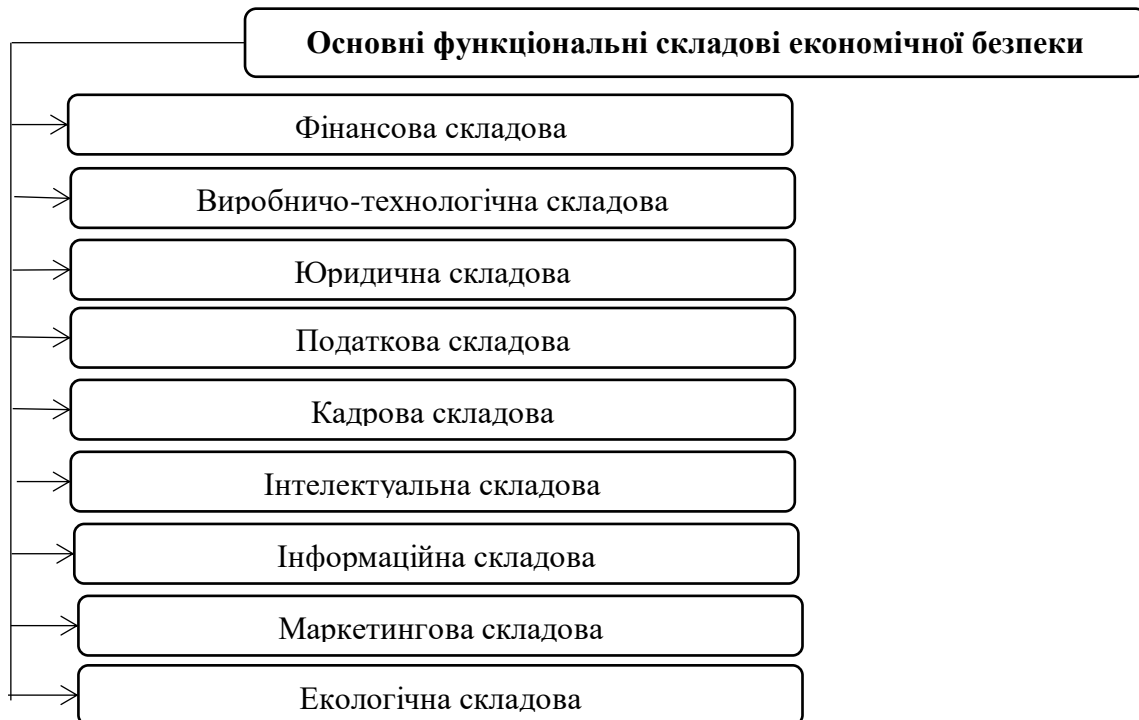 Основні функціональні складові економічної безпеки
Фінансова складова
Виробничо-технологічна складова
Юридична складова
Податкова складова
Кадрова складова
Інтелектуальна складова
Інформаційна складова
Маркетингова складова
Екологічна складова